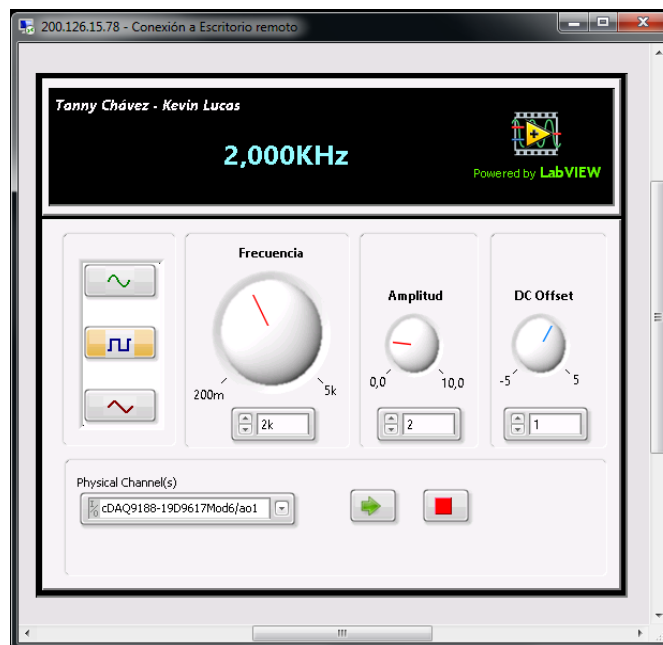 200.126.15.78 - Conexión a Escritorio remoto
Tanny Chávez - Kevin Lucas
2,000KHz
Powered by LabVIEW
Frecuencia
200m
5k
2k
Amplitud
0,0
10,0
2
DC Offset
-5
5
1
Physical Channel(s)
I/0 cDAQ9188-19D9617Mod6/ao1